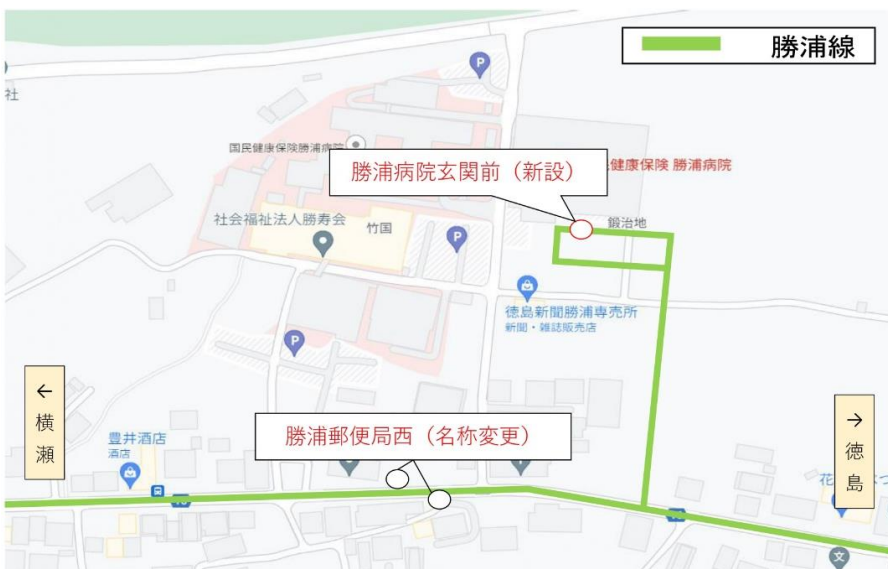 勝浦線
P
社
国民健康保険勝浦病院
勝浦病院玄関前（新設）
健康保険 勝浦病院
社会福祉法人勝寿会
竹国
鍛治地
P
徳島新聞勝浦専売所
新聞・雑誌販売店
P
←
横
瀬
→
徳
島
豊井酒店
酒店
勝浦郵便局西（名称変更）
花
つ
文